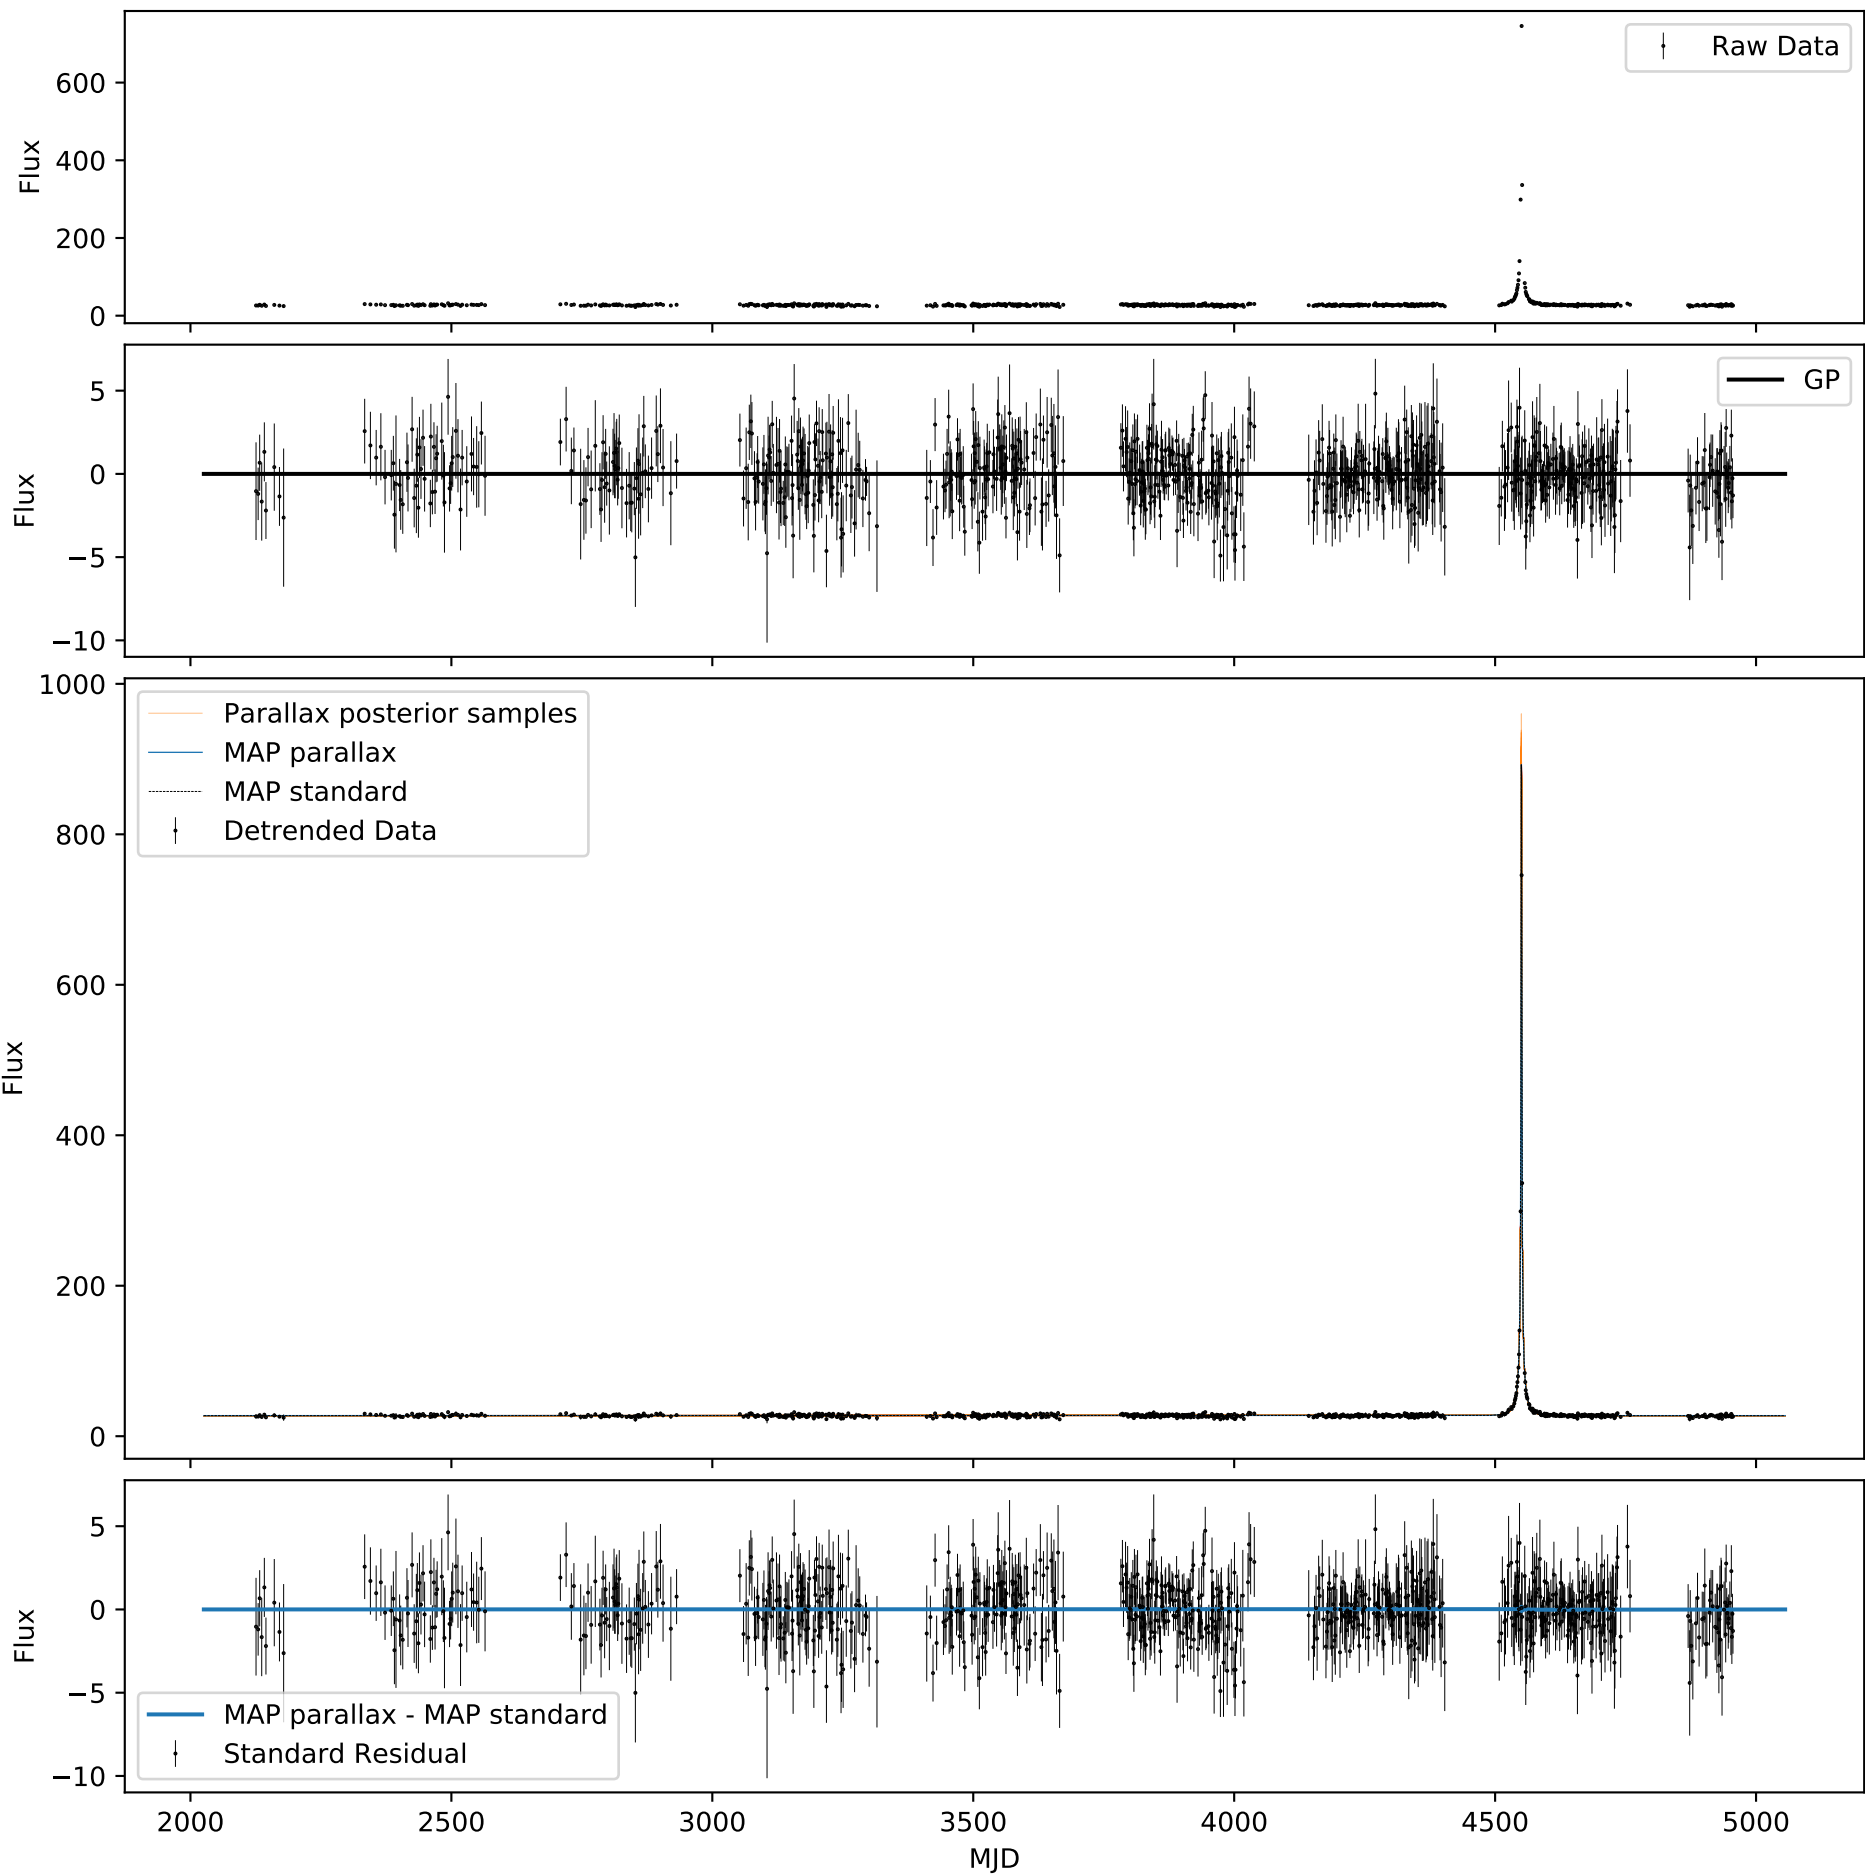 Raw Data
600
400
200
0
Flux
GP
5
0
−5
−10
Flux
1000
800
600
400
200
0
Flux
Parallax posterior samples
MAP parallax
MAP standard
Detrended Data
5
0
−5
−10
Flux
MAP parallax - MAP standard
Standard Residual
2000 2500 3000 3500 4000 4500 5000
MJD